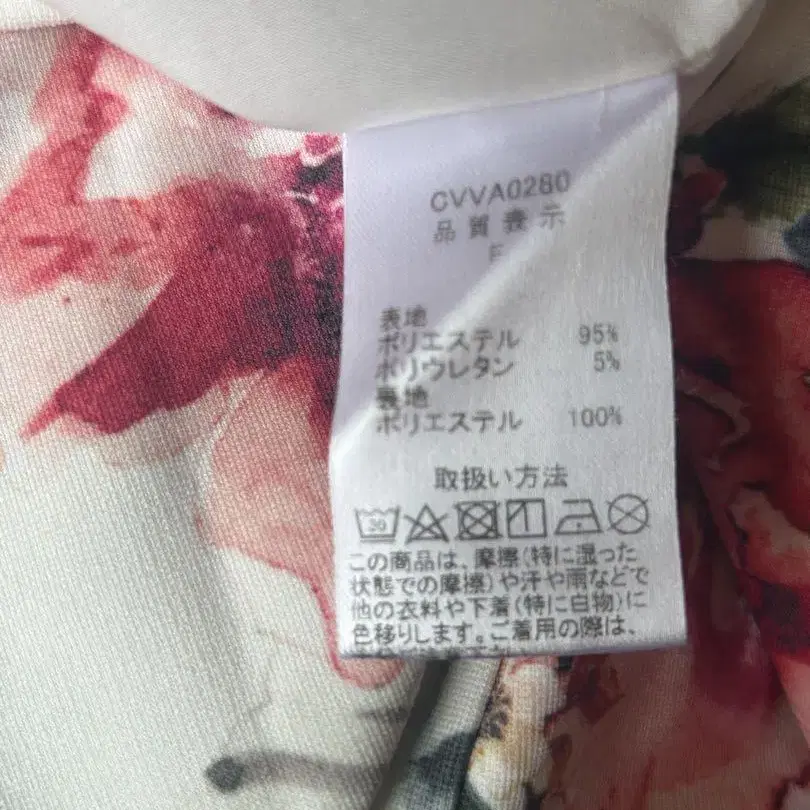 CVVA0280
品質表示
F
表地
ポリエステル 95%
ポリウレタン 5%
裏地
ポリエステル 100%
取扱い方法
30
この商品は、摩擦(特に湿った
状態での摩擦)や汗や雨などで
他の衣料や下着(特に白物)に
色移りします。ご着用の際は、